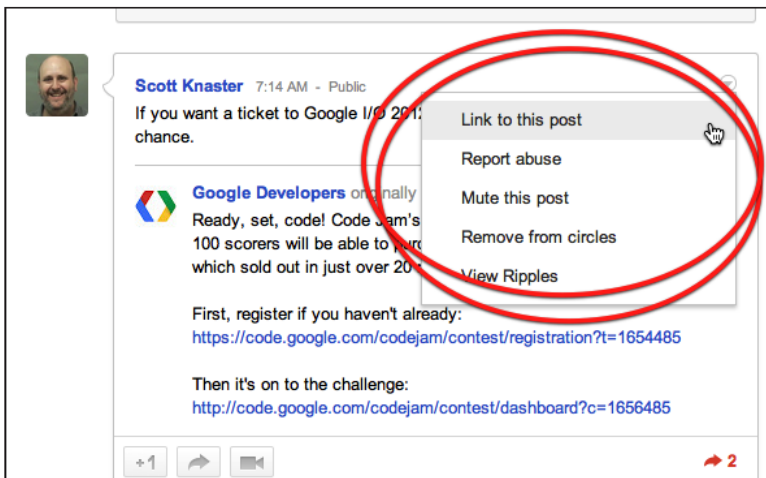 Scott Knaster 7:14 AM - Public
If you want a ticket to Google I/O 2012
chance.
Link to this post
Report abuse
Mute this post
Remove from circles
View Ripples
Google Developers originally
Ready, set, code! Code Jam's
100 scorers will be able to
which sold out in just over 20
First, register if you haven't already:
https://code.google.com/codejam/contest/registration?t=1654485
Then it's on to the challenge:
http://code.google.com/codejam/contest/dashboard?c=1656485
+1
2